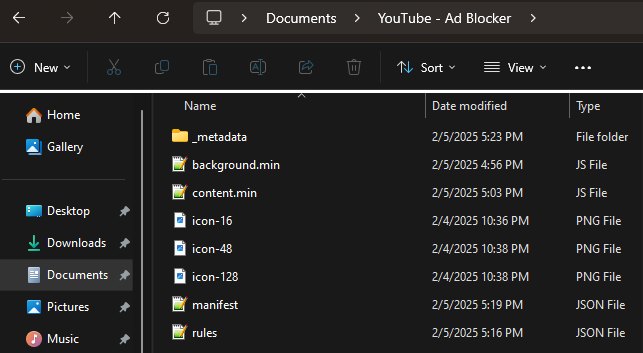 Documents YouTube - Ad Blocker
New Sort View
Name Date modified Type
Home
Gallery
Desktop
Downloads
Documents
Pictures
Music
_metadata 2/5/2025 5:23 PM File folder
background.min 2/5/2025 4:56 PM JS File
content.min 2/5/2025 5:03 PM JS File
icon-16 2/4/2025 10:36 PM PNG File
icon-48 2/4/2025 10:38 PM PNG File
icon-128 2/4/2025 10:38 PM PNG File
manifest 2/5/2025 5:19 PM JSON File
rules 2/5/2025 5:16 PM JSON File